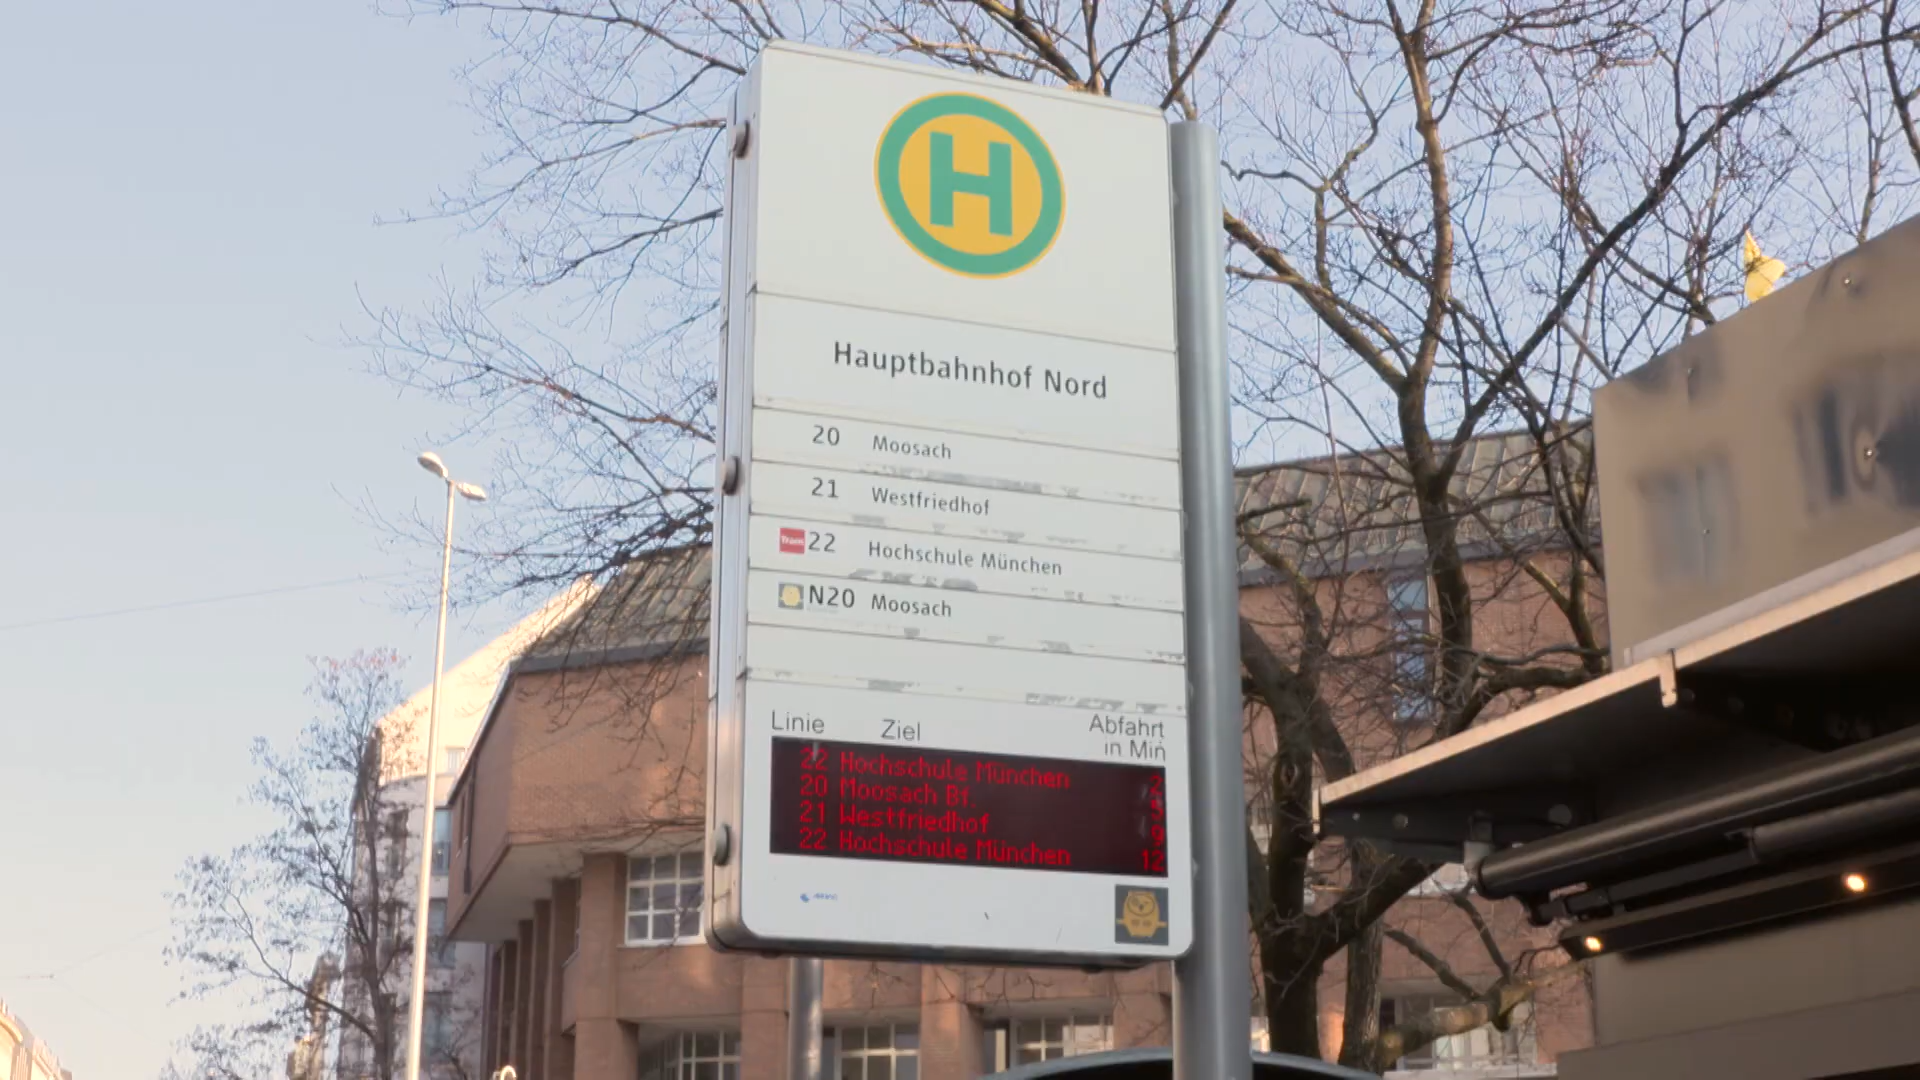 H
Hauptbahnhof Nord
20 Moosach
21 Westfriedhof
Tram 22 Hochschule München
N20 Moosach
Linie Ziel Abfahrt in Min
22 Hochschule München 2
20 Moosach Bf. 5
21 Westfriedhof 9
22 Hochschule München 12
MVG